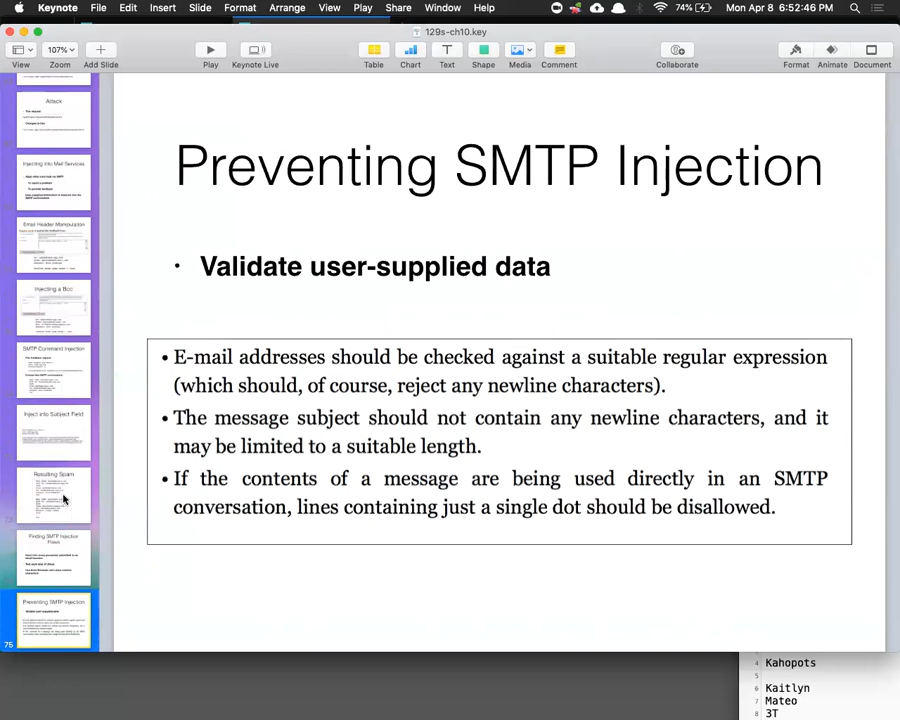 Keynote File Edit Insert Slide Format Arrange View Play Share Window Help 74% Mon Apr 8 6:52:46 PM
129s-ch10.key
107%
View Zoom Add Slide Play Keynote Live Table Chart Text Shape Media Comment Collaborate Format Animate Document
Attack
Injecting into Mail Services
Email Header Manipulation
Injecting a Bcc
SMTP Command Injection
Inject into Subject Field
Resulting Spam
Finding SMTP Injection
Flaws
Preventing SMTP Injection
75
Preventing SMTP Injection
• Validate user-supplied data
• E-mail addresses should be checked against a suitable regular expression
(which should, of course, reject any newline characters).
• The message subject should not contain any newline characters, and it
may be limited to a suitable length.
• If the contents of a message are being used directly in an SMTP
conversation, lines containing just a single dot should be disallowed.
4 Kahopots
5
6 Kaitlyn
7 Mateo
8 3T